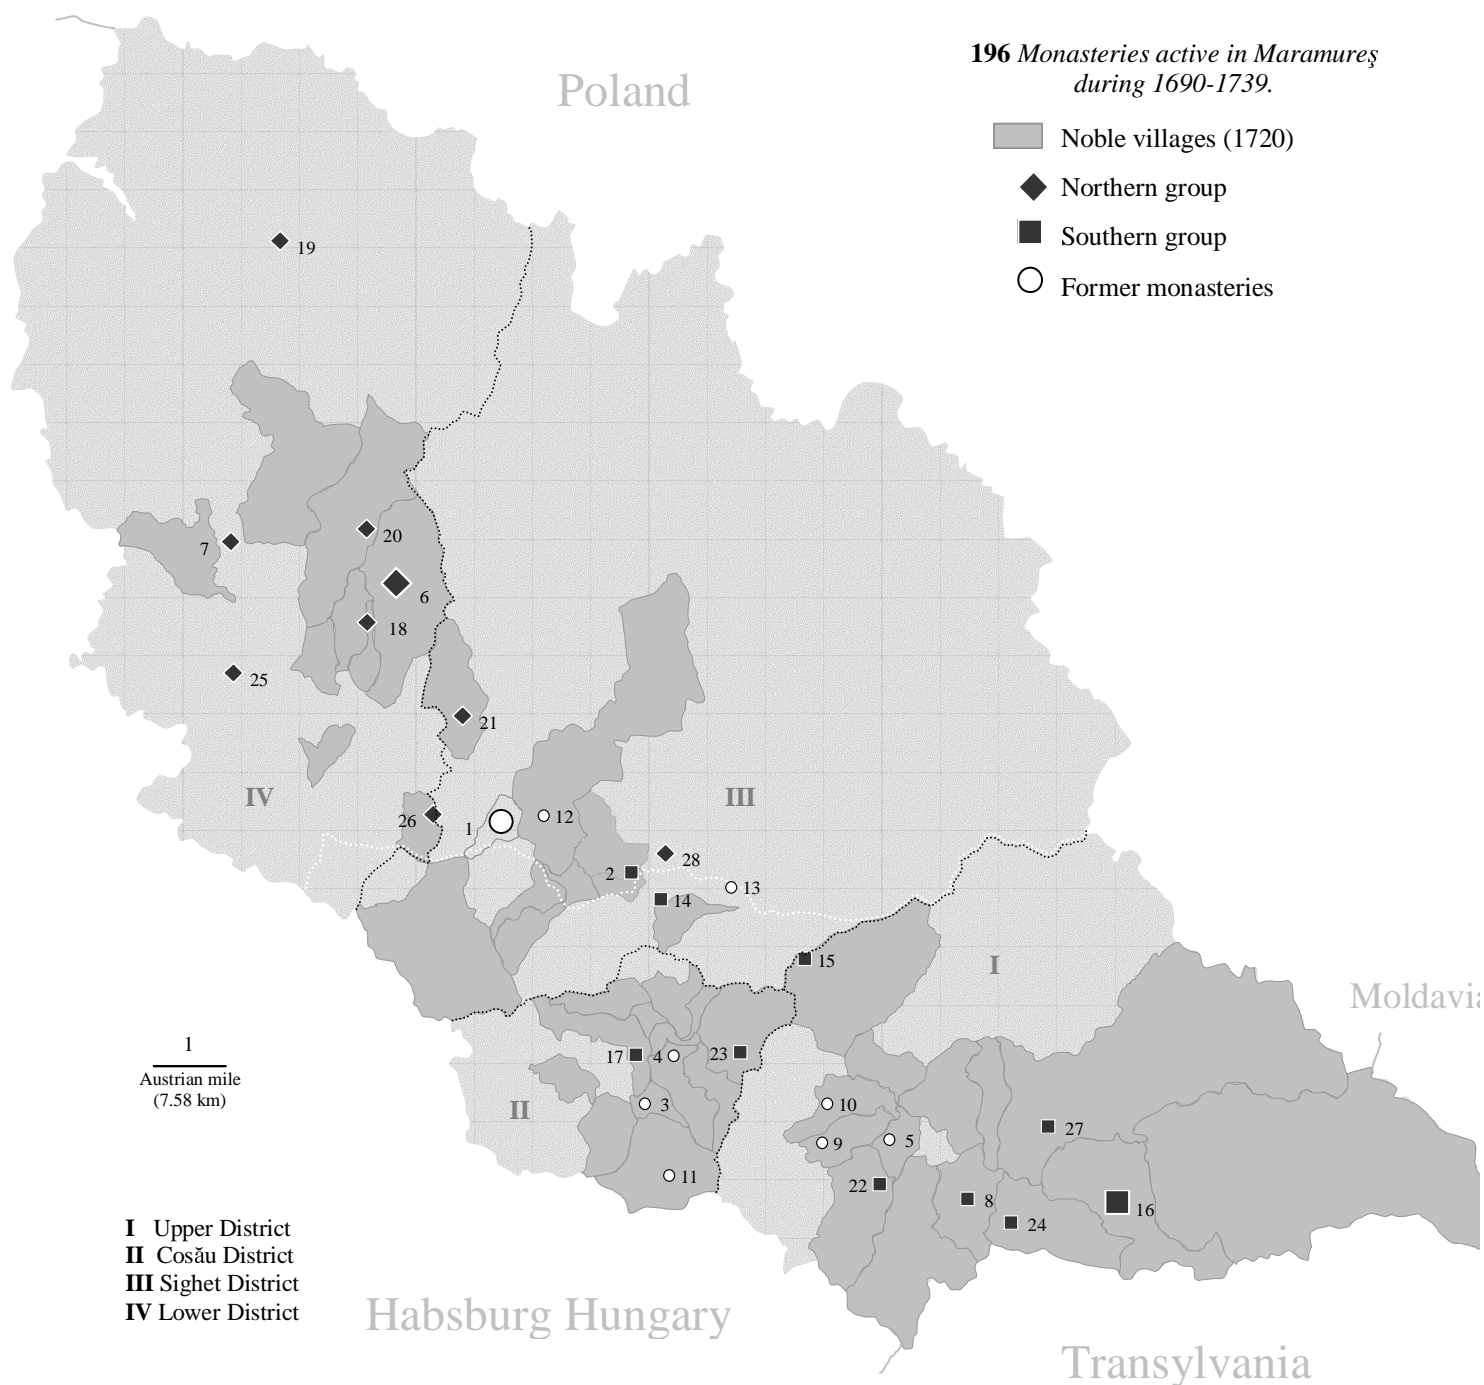 196 Monasteries active in Maramureş
during 1690-1739.
Poland
Noble villages (1720)
Northern group
Southern group
Former monasteries
19
20
7
6
18
25
21
IV
III
26
1
12
28
2
13
14
15
I
Moldavia
1
Austrian mile
(7.58 km)
17
4
23
II
3
10
9
5
27
11
22
8
24
16
I Upper District
II Cosău District
III Sighet District
IV Lower District
Habsburg Hungary
Transylvania